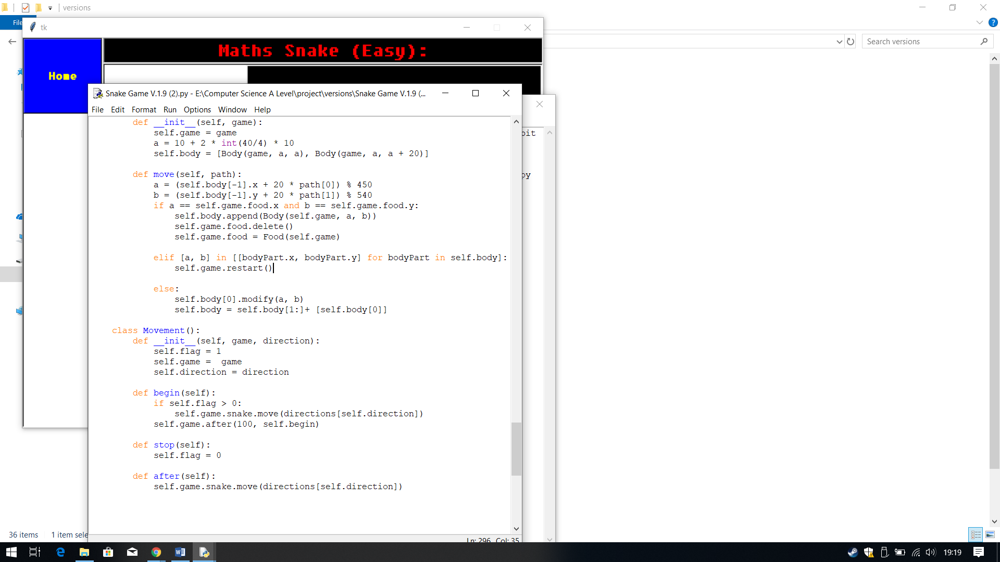 versions
File
tk
Search versions
Maths Snake (Easy):
Home
Snake Game V.1.9 (2).py - E:\Computer Science A Level\project\versions\Snake Game V.1.9 (...
File Edit Format Run Options Window Help
def __init__(self, game):
self.game = game
a = 10 + 2 * int(40/4) * 10
self.body = [Body(game, a, a), Body(game, a, a + 20)]
def move(self, path):
a = (self.body[-1].x + 20 * path[0]) % 450
b = (self.body[-1].y + 20 * path[1]) % 540
if a == self.game.food.x and b == self.game.food.y:
self.body.append(Body(self.game, a, b))
self.game.food.delete()
self.game.food = Food(self.game)
elif [a, b] in [[bodyPart.x, bodyPart.y] for bodyPart in self.body]:
self.game.restart()
else:
self.body[0].modify(a, b)
self.body = self.body[1:]+ [self.body[0]]
class Movement():
def __init__(self, game, direction):
self.flag = 1
self.game =  game
self.direction = direction
def begin(self):
if self.flag > 0:
self.game.snake.move(directions[self.direction])
self.game.after(100, self.begin)
def stop(self):
self.flag = 0
def after(self):
self.game.snake.move(directions[self.direction])
Ln: 296 Col: 35
bit
py
36 items 1 item sele
19:19